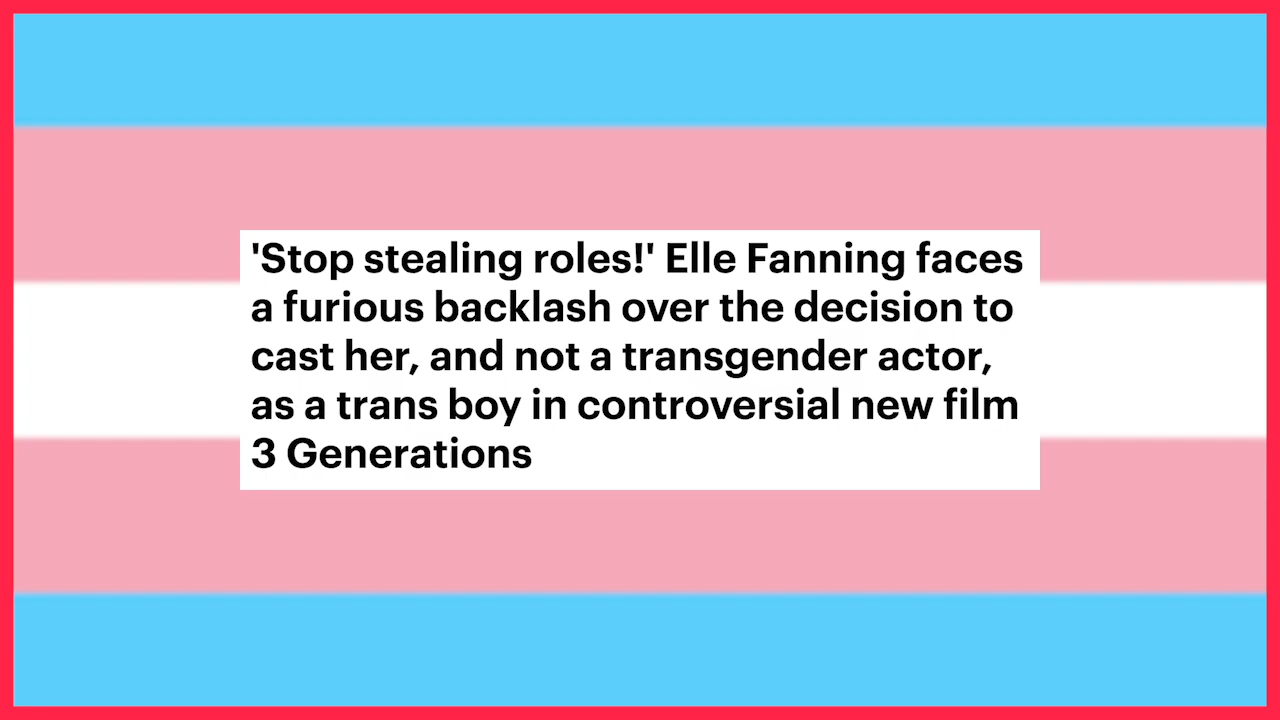 'Stop stealing roles!' Elle Fanning faces
a furious backlash over the decision to
cast her, and not a transgender actor,
as a trans boy in controversial new film
3 Generations